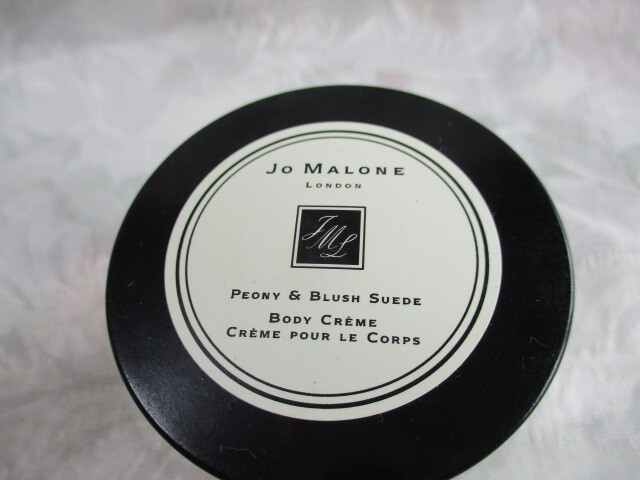 Jo Malone
London
JML
Peony & Blush Suede
Body Crème
Crème pour le Corps